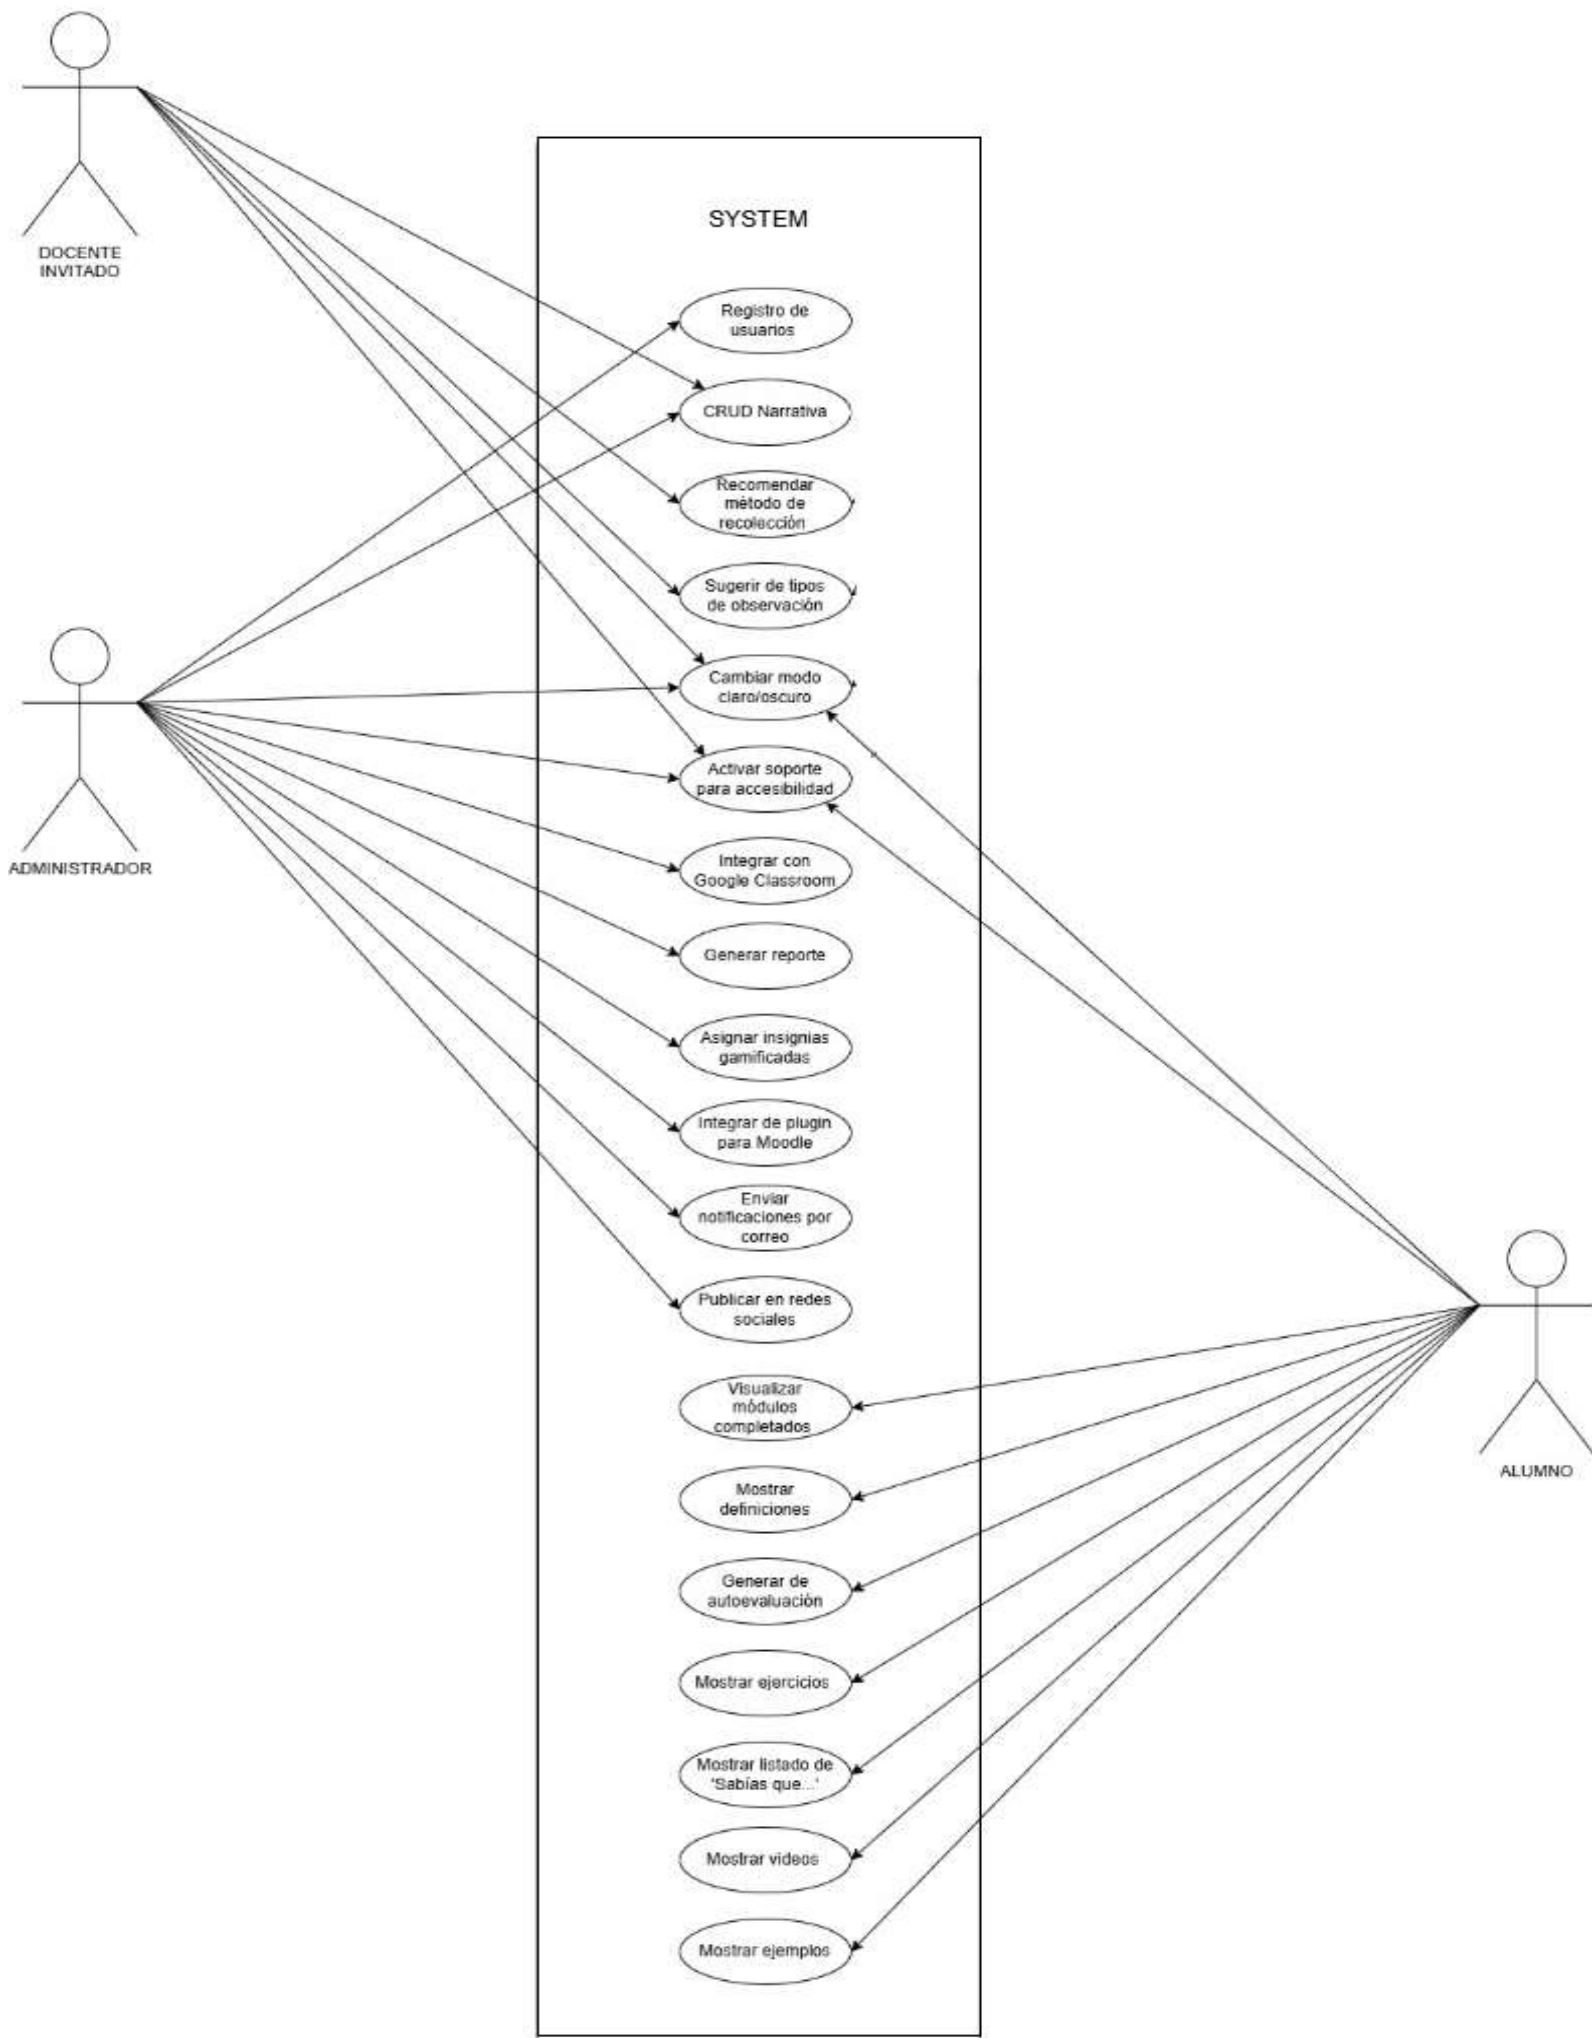 DOCENTE
INVITADO
SYSTEM
Registro de
usuarios
CRUD Narrativa
Recomendar
método de
recolección
Sugerir de tipos
de observación
Cambiar modo
claro/oscuro
Activar soporte
para accesibilidad
ADMINISTRADOR
Integrar con
Google Classroom
Generar reporte
Asignar insignias
gamificadas
Integrar de plugin
para Moodle
Enviar
notificaciones por
correo
Publicar en redes
sociales
Visualizar
módulos
completados
ALUMNO
Mostrar
definiciones
Generar de
autoevaluación
Mostrar ejercicios
Mostrar listado de
'Sabías que...'
Mostrar videos
Mostrar ejemplos